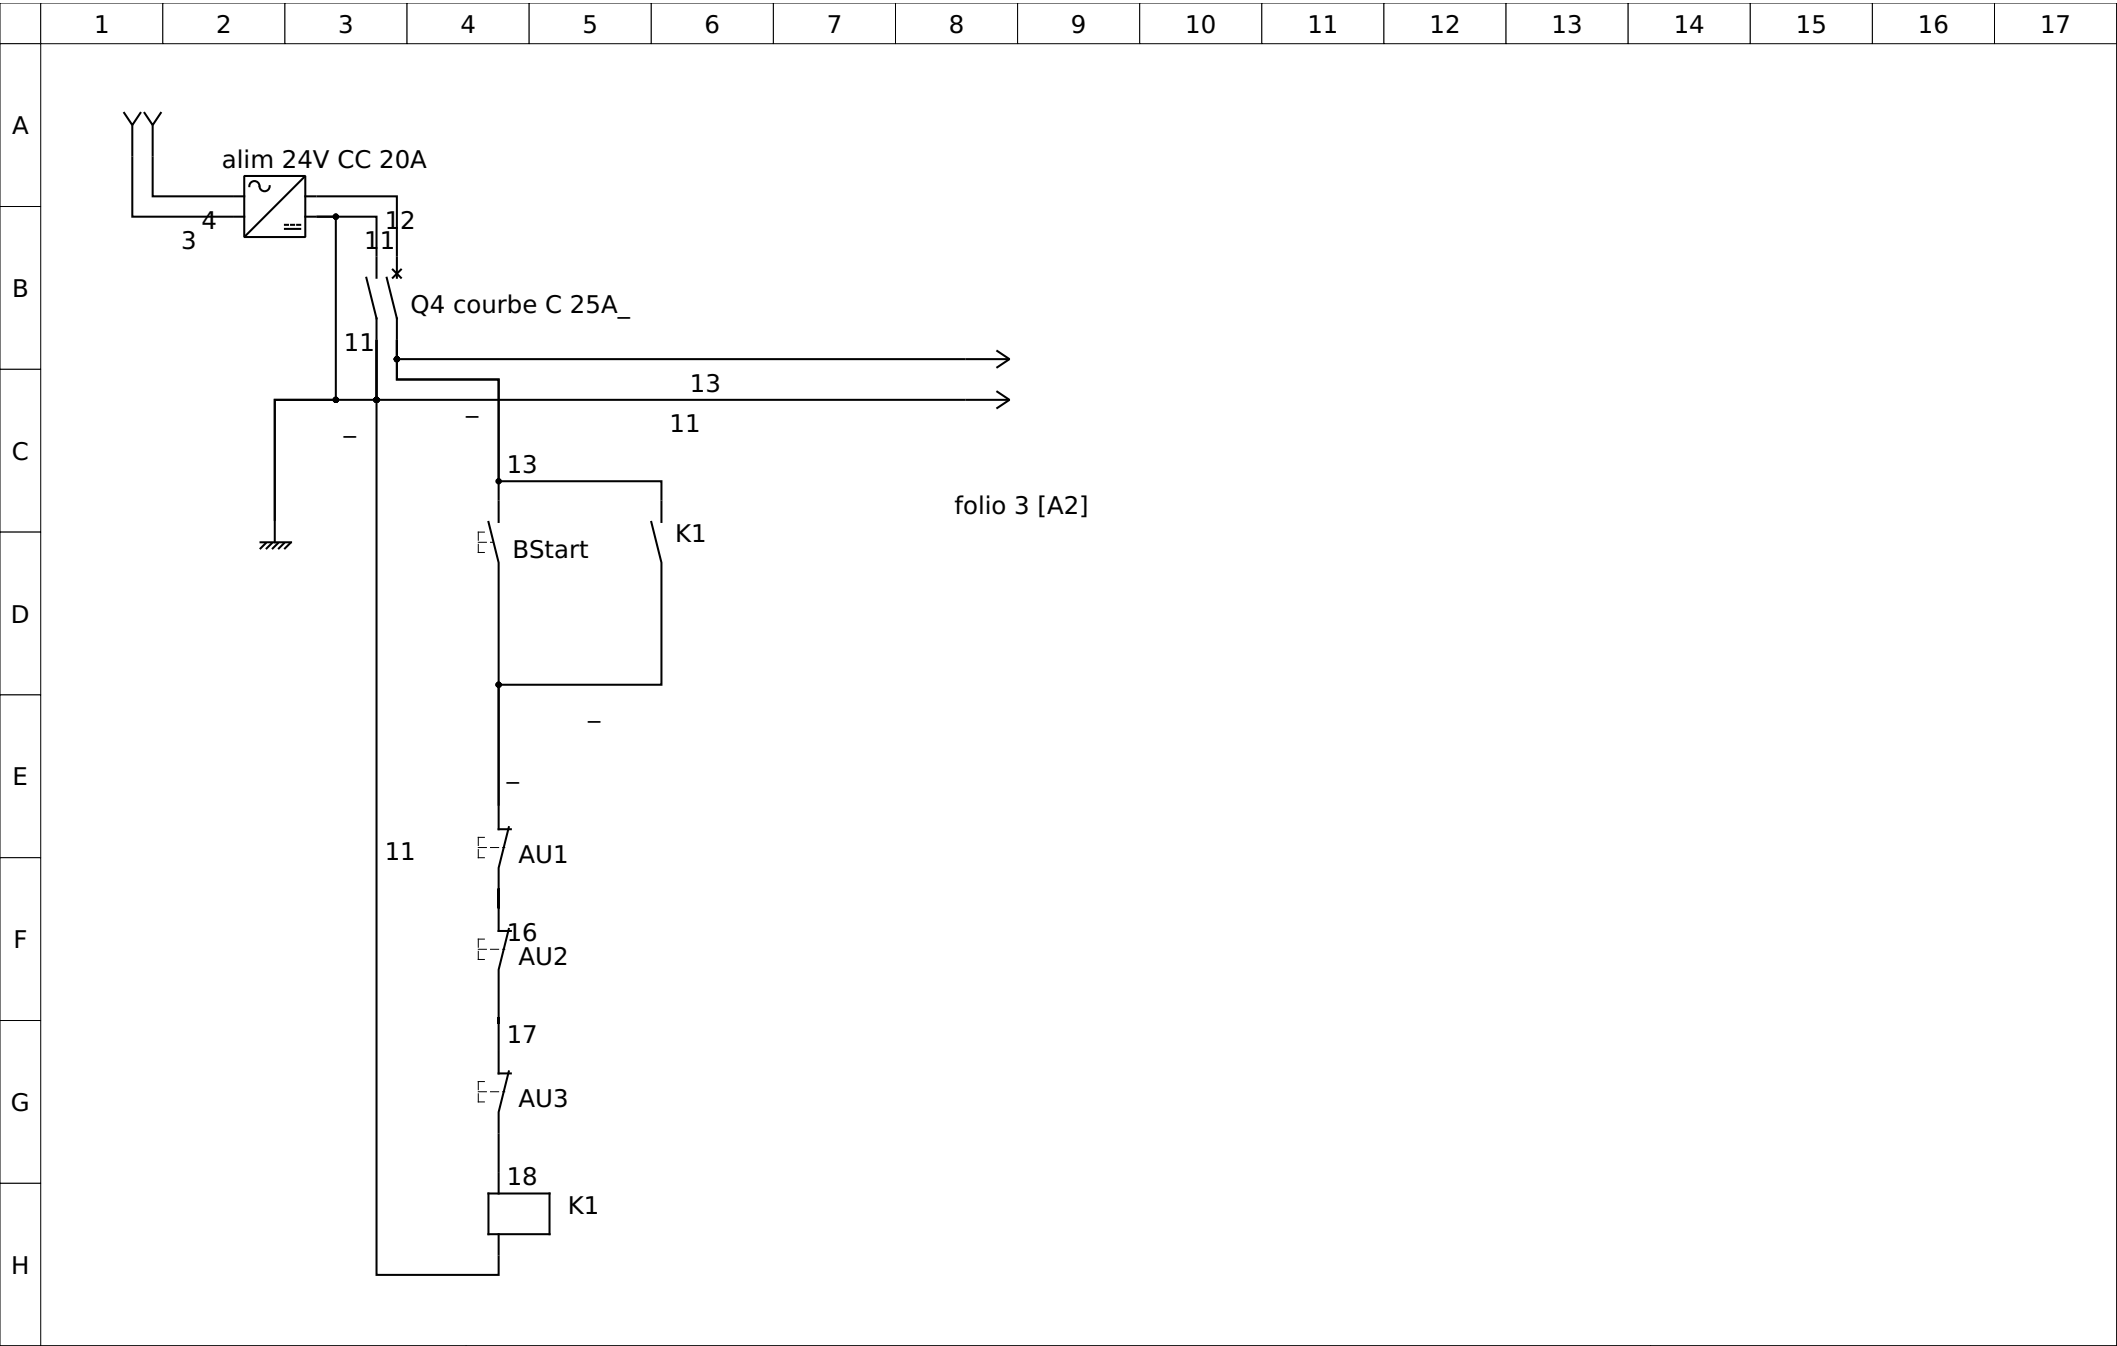 1 2 3 4 5 6 7 8 9 10 11 12 13 14 15 16 17
A
alim 24V CC 20A
4 12
3 11
B
Q4 courbe C 25A_
11
13
_ 11
_
C
13
folio 3 [A2]
K1
BStart
D
_
E
_
11 AU1
16
F
AU2
17
G
AU3
18
K1
H